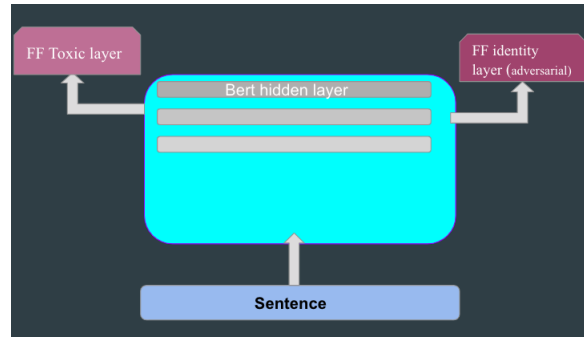 FF Toxic layer
FF identity
layer (adversarial)
Bert hidden layer
Sentence